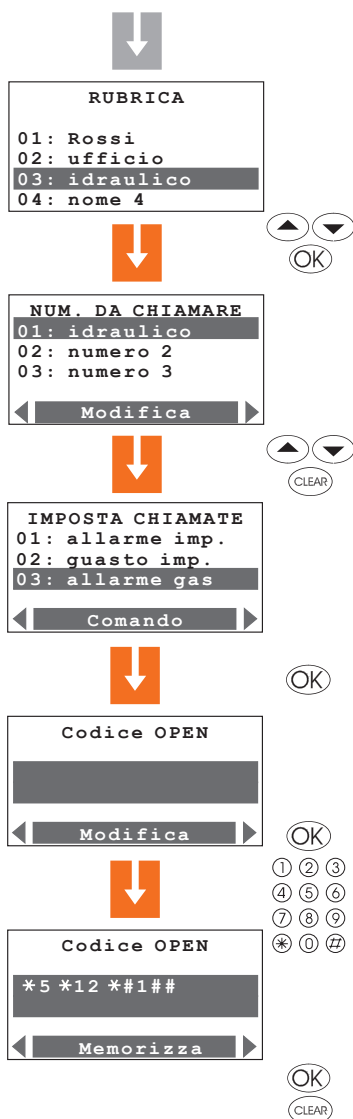 RUBRICA
01: Rossi
02: ufficio
03: idraulico
04: nome 4
OK
NUM. DA CHIAMARE
01: idraulico
02: numero 2
03: numero 3
Modifica
CLEAR
IMPOSTA CHIAMATE
01: allarme imp.
02: guasto imp.
03: allarme gas
Comando
OK
Codice OPEN
Modifica
OK
1 2 3
4 5 6
7 8 9
* 0 #
Codice OPEN
*5*12*#1##
Memorizza
OK
CLEAR